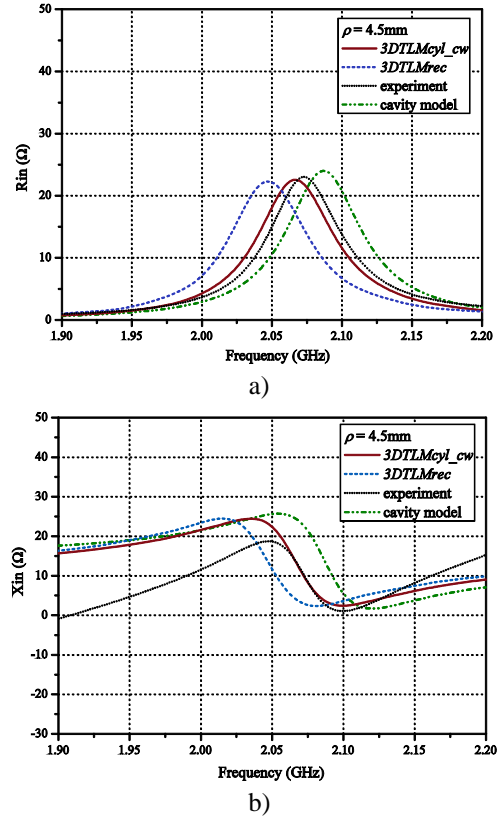 50
40
30
20
10
0
Rin (Ω)
ρ = 4.5mm
3DTLMcyl_cw
3DTLMrec
experiment
cavity model
1.90 1.95 2.00 2.05 2.10 2.15 2.20
Frequency (GHz)
a)
50
40
30
20
10
0
-10
-20
-30
Xin (Ω)
ρ = 4.5mm
3DTLMcyl_cw
3DTLMrec
experiment
cavity model
1.90 1.95 2.00 2.05 2.10 2.15 2.20
Frequency (GHz)
b)